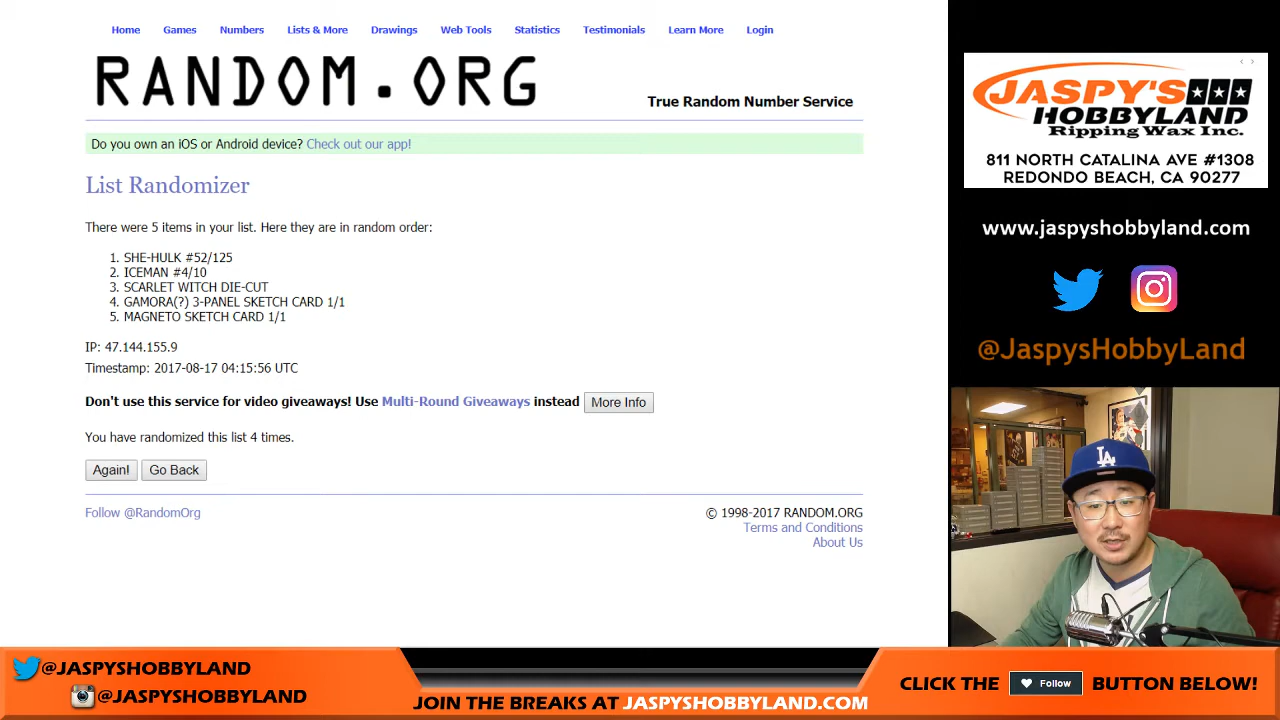 Home Games Numbers Lists & More Drawings Web Tools Statistics Testimonials Learn More Login
RANDOM.ORG
True Random Number Service
Do you own an iOS or Android device? Check out our app!
List Randomizer
There were 5 items in your list. Here they are in random order:
1. SHE-HULK #52/125
2. ICEMAN #4/10
3. SCARLET WITCH DIE-CUT
4. GAMORA(?) 3-PANEL SKETCH CARD 1/1
5. MAGNETO SKETCH CARD 1/1
IP: 47.144.155.9
Timestamp: 2017-08-17 04:15:56 UTC
Don't use this service for video giveaways! Use Multi-Round Giveaways instead More Info
You have randomized this list 4 times.
Again! Go Back
Follow @RandomOrg
© 1998-2017 RANDOM.ORG
Terms and Conditions
About Us
JASPY'S
HOBBYLAND
Ripping Wax Inc.
811 NORTH CATALINA AVE #1308
REDONDO BEACH, CA 90277
www.jaspyshobbyland.com
@JaspysHobbyLand
LA
@JASPYSHOBBYLAND
@JASPYSHOBBYLAND
JOIN THE BREAKS AT JASPYSHOBBYLAND.COM
CLICK THE Follow BUTTON BELOW!